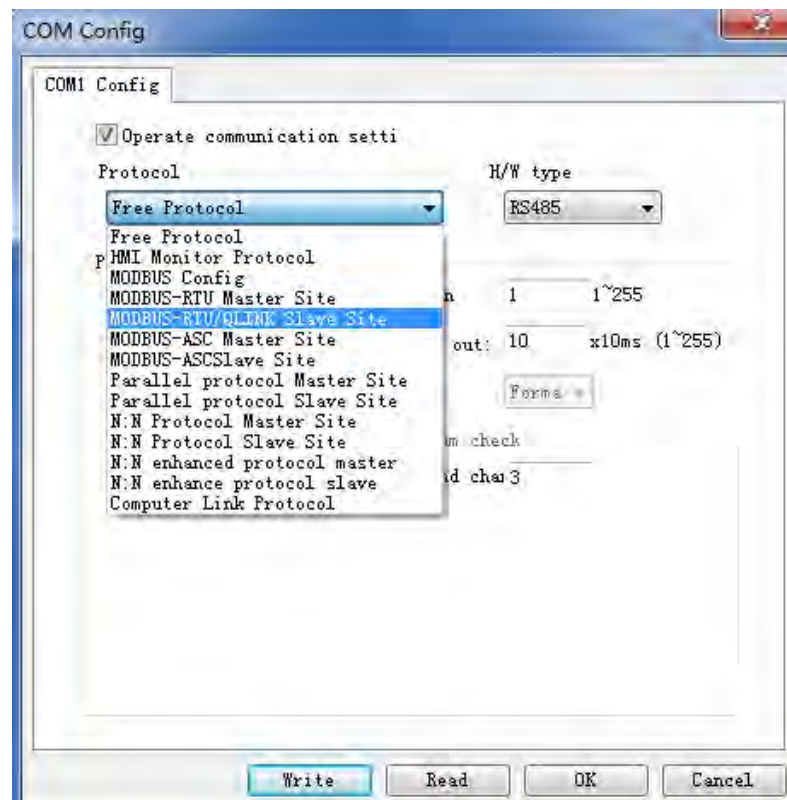 COM Config
COM1 Config
Operate communication setti
Protocol H/W type
Free Protocol RS485
Free Protocol
HMI Monitor Protocol
MODBUS Config
MODBUS-RTU Master Site
MODBUS-RTU/QLINK Slave Site
MODBUS-ASC Master Site
MODBUS-ASCSlave Site
Parallel protocol Master Site
Parallel protocol Slave Site
N:N Protocol Master Site
N:N Protocol Slave Site
N:N enhanced protocol master
N:N enhance protocol slave
Computer Link Protocol
P
n 1 1~255
out: 10 x10ms (1~255)
Forma
m check
d char 3
Write Read OK Cancel